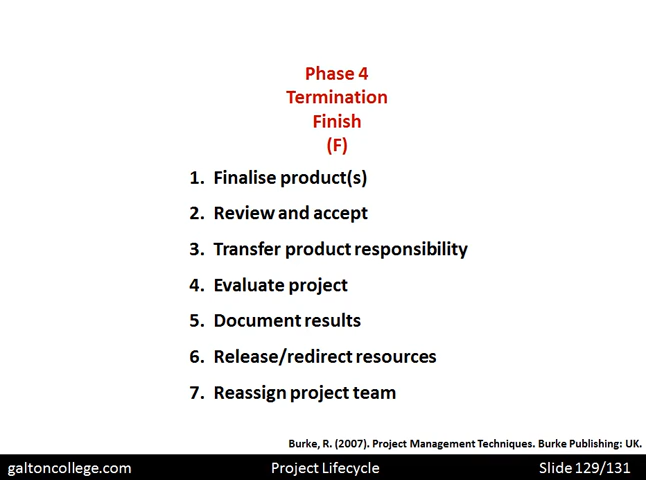 Phase 4
Termination
Finish
(F)
1. Finalise product(s)
2. Review and accept
3. Transfer product responsibility
4. Evaluate project
5. Document results
6. Release/redirect resources
7. Reassign project team
Burke, R. (2007). Project Management Techniques. Burke Publishing: UK.
galtoncollege.com Project Lifecycle Slide 129/131